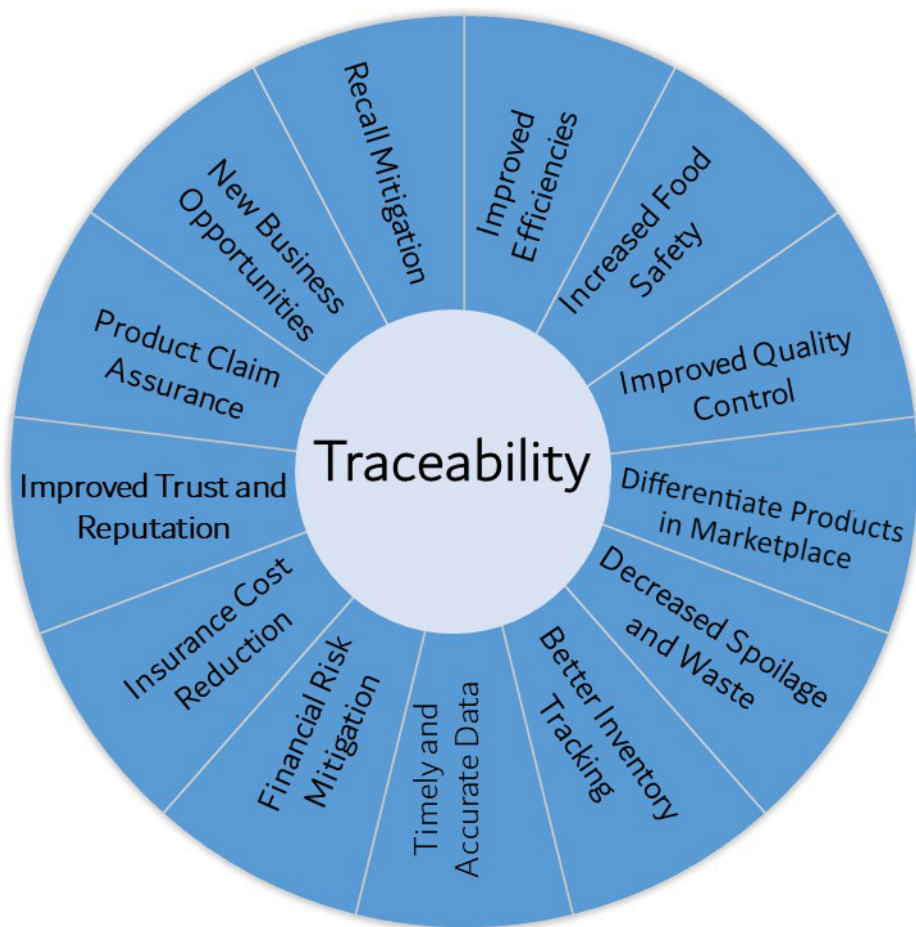 Traceability
Improved
Efficiencies
Increased Food
Safety
Improved Quality
Control
Differentiate Products
in Marketplace
Decreased Spoilage
and Waste
Better Inventory
Tracking
Timely and
Accurate Data
Financial Risk
Mitigation
Insurance Cost
Reduction
Improved Trust and
Reputation
Product Claim
Assurance
New Business
Opportunities
Recall Mitigation